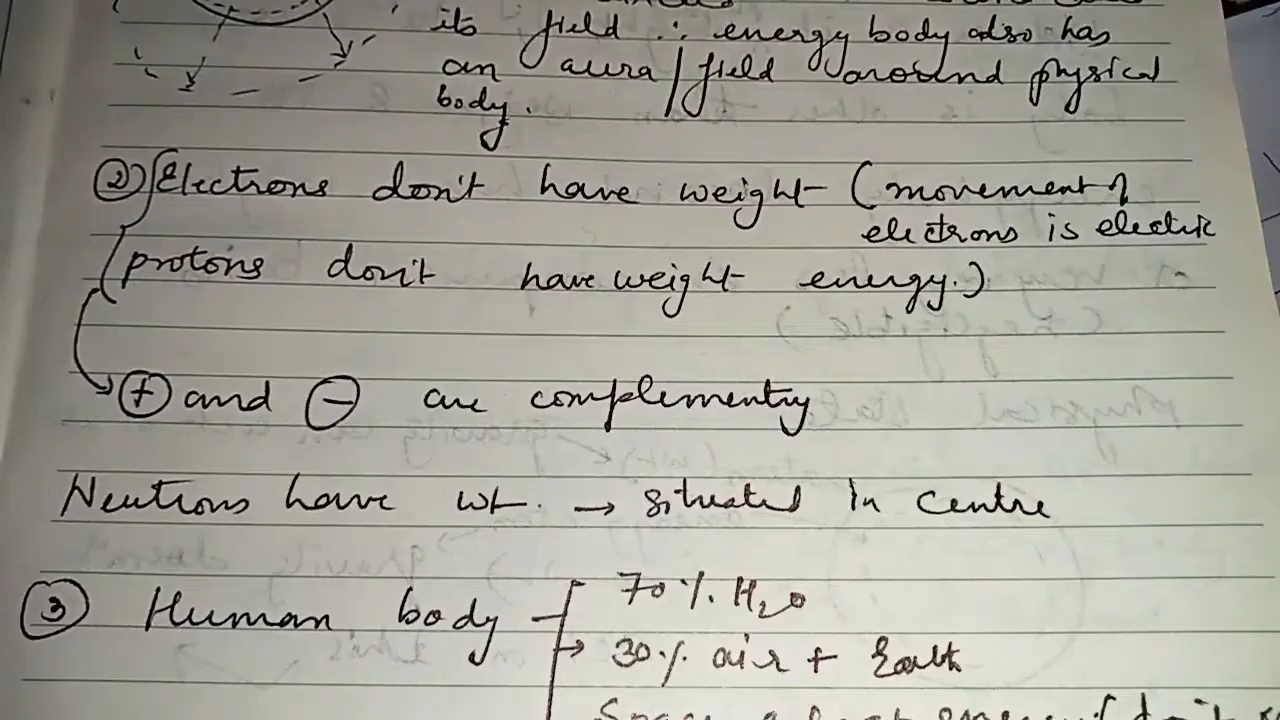 its field ∴ energy body also has
an aura/field around physical
body.
② Electrons don't have weight (movement of
electrons is electric
protons don't have weight energy.)
⊕ and ⊖ are complementry
Neutrons have wt. → situated in centre
③ Human body → 70% H₂O
→ 30% air + Earth